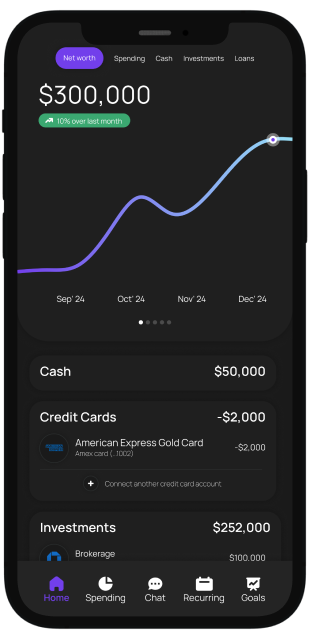 Net worth Spending Cash Investments Loans
$300,000
10% over last month
Sep' 24 Oct' 24 Nov' 24 Dec' 24
Cash $50,000
Credit Cards -$2,000
American Express Gold Card -$2,000
Amex card (...1002)
Connect another credit card account
Investments $252,000
Brokerage $100,000
Home Spending Chat Recurring Goals